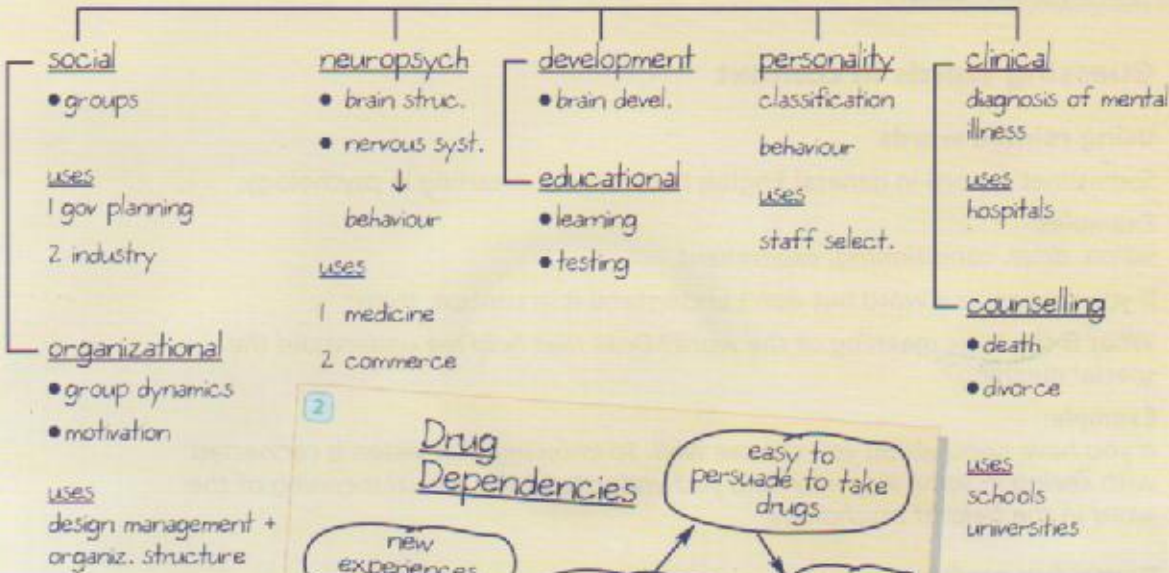 social
• groups
uses
1 gov planning
2 industry
organizational
• group dynamics
• motivation
uses
design management +
organiz. structure
neuropsych
• brain struc.
• nervous syst.
↓
behaviour
uses
1 medicine
2 commerce
development
• brain devel.
educational
• learning
• testing
personality
classification
behaviour
uses
staff select.
clinical
diagnosis of mental
illness
uses
hospitals
counselling
• death
• divorce
uses
schools
universities
2
Drug
Dependencies
easy to
persuade to take
drugs
new
experiences